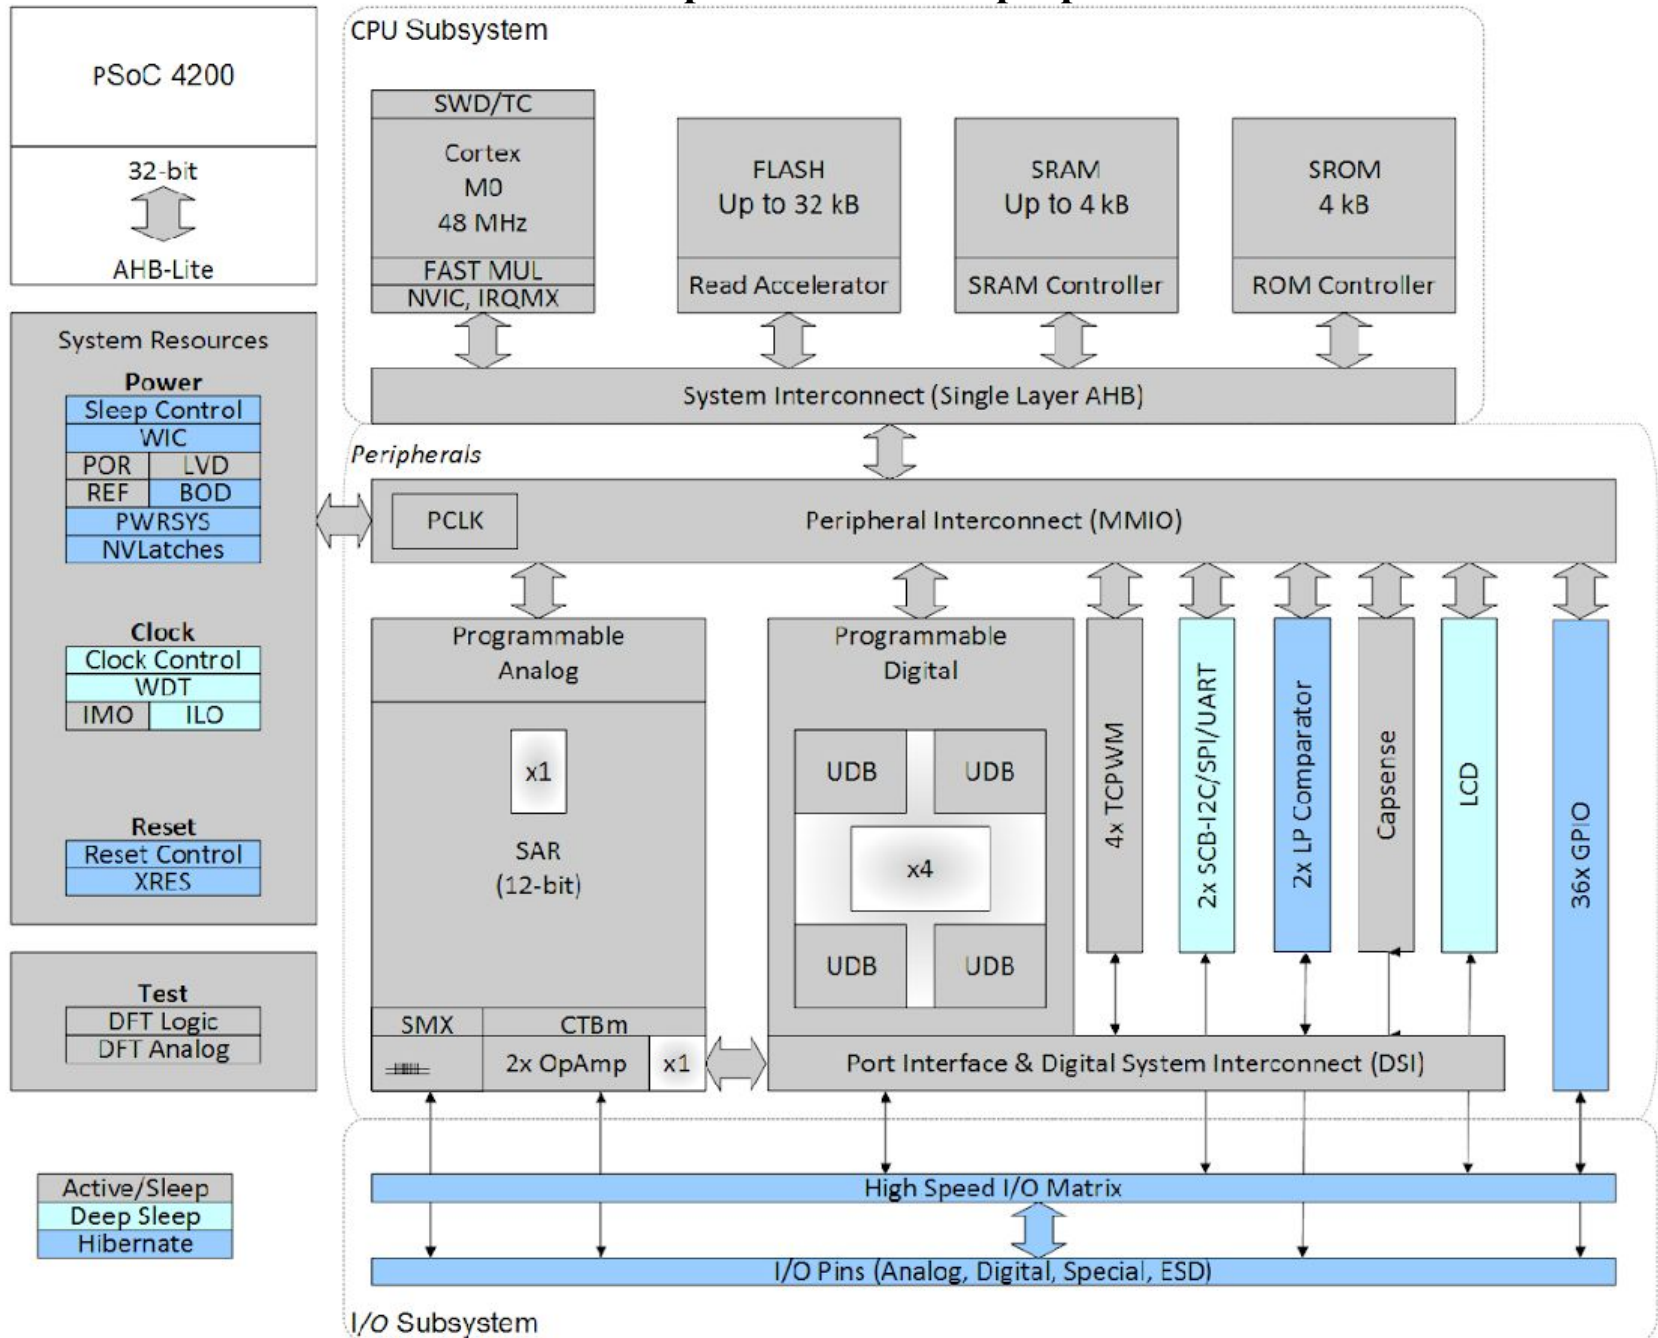 CPU Subsystem
PSoC 4200
32-bit
AHB-Lite
SWD/TC
Cortex
M0
48 MHz
FAST MUL
NVIC, IRQMX
FLASH
Up to 32 kB
Read Accelerator
SRAM
Up to 4 kB
SRAM Controller
SROM
4 kB
ROM Controller
System Interconnect (Single Layer AHB)
System Resources
Power
Sleep Control
WIC
POR LVD
REF BOD
PWRSYS
NVLatches
Clock
Clock Control
WDT
IMO ILO
Reset
Reset Control
XRES
Test
DFT Logic
DFT Analog
Peripherals
PCLK
Peripheral Interconnect (MMIO)
Programmable
Analog
x1
SAR
(12-bit)
SMX
CTBm
2x OpAmp
x1
Programmable
Digital
UDB UDB
x4
UDB UDB
4x TCPWM
2x SCB-I2C/SPI/UART
2x LP Comparator
Capsense
LCD
36x GPIO
Port Interface & Digital System Interconnect (DSI)
High Speed I/O Matrix
I/O Pins (Analog, Digital, Special, ESD)
I/O Subsystem
Active/Sleep
Deep Sleep
Hibernate